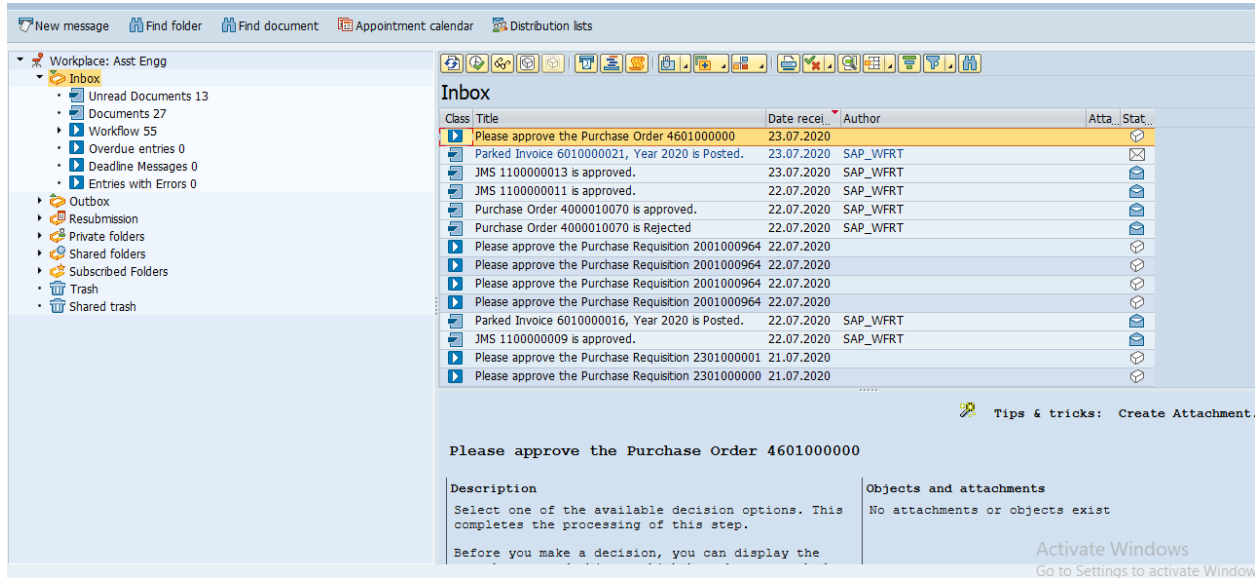 New message Find folder Find document Appointment calendar Distribution lists
Workplace: Asst Engg
Inbox
Unread Documents 13
Documents 27
Workflow 55
Overdue entries 0
Deadline Messages 0
Entries with Errors 0
Outbox
Resubmission
Private folders
Shared folders
Subscribed Folders
Trash
Shared trash
Inbox
Class Title Date recei... Author Atta... Stat...
Please approve the Purchase Order 4601000000 23.07.2020
Parked Invoice 6010000021, Year 2020 is Posted. 23.07.2020 SAP_WFRT
JMS 1100000013 is approved. 23.07.2020 SAP_WFRT
JMS 1100000011 is approved. 22.07.2020 SAP_WFRT
Purchase Order 4000010070 is approved. 22.07.2020 SAP_WFRT
Purchase Order 4000010070 is Rejected 22.07.2020 SAP_WFRT
Please approve the Purchase Requisition 2001000964 22.07.2020
Please approve the Purchase Requisition 2001000964 22.07.2020
Please approve the Purchase Requisition 2001000964 22.07.2020
Please approve the Purchase Requisition 2001000964 22.07.2020
Parked Invoice 6010000016, Year 2020 is Posted. 22.07.2020 SAP_WFRT
JMS 1100000009 is approved. 22.07.2020 SAP_WFRT
Please approve the Purchase Requisition 2301000001 21.07.2020
Please approve the Purchase Requisition 2301000000 21.07.2020
Tips & tricks: Create Attachment.
Please approve the Purchase Order 4601000000
Description
Select one of the available decision options. This
completes the processing of this step.
Before you make a decision, you can display the
Objects and attachments
No attachments or objects exist
Activate Windows
Go to Settings to activate Window